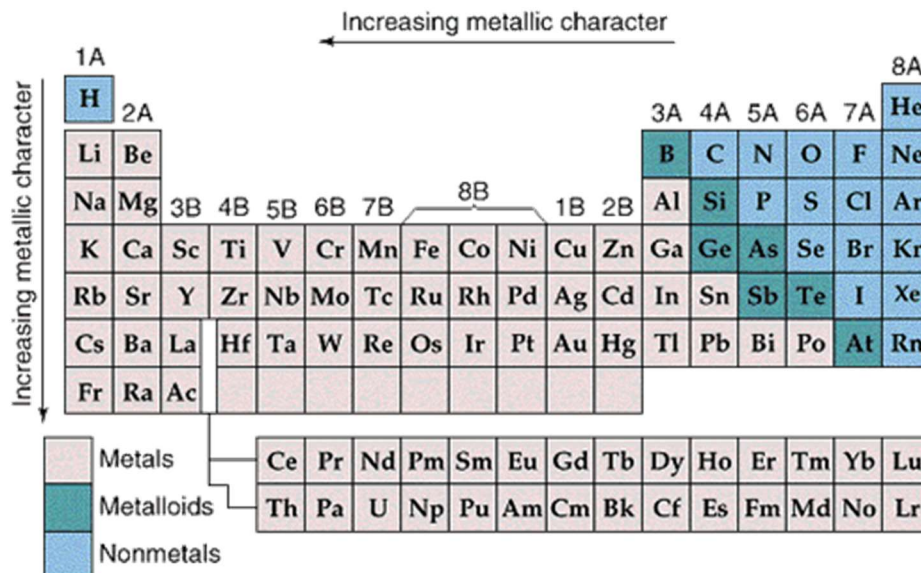 Increasing metallic character
1A 8A
H He
2A 3A 4A 5A 6A 7A
Li Be B C N O F Ne
Na Mg 3B 4B 5B 6B 7B 8B 1B 2B Al Si P S Cl Ar
K Ca Sc Ti V Cr Mn Fe Co Ni Cu Zn Ga Ge As Se Br Kr
Rb Sr Y Zr Nb Mo Tc Ru Rh Pd Ag Cd In Sn Sb Te I Xe
Cs Ba La Hf Ta W Re Os Ir Pt Au Hg Tl Pb Bi Po At Rn
Fr Ra Ac
Increasing metallic character
Metals
Metalloids
Nonmetals
Ce Pr Nd Pm Sm Eu Gd Tb Dy Ho Er Tm Yb Lu
Th Pa U Np Pu Am Cm Bk Cf Es Fm Md No Lr